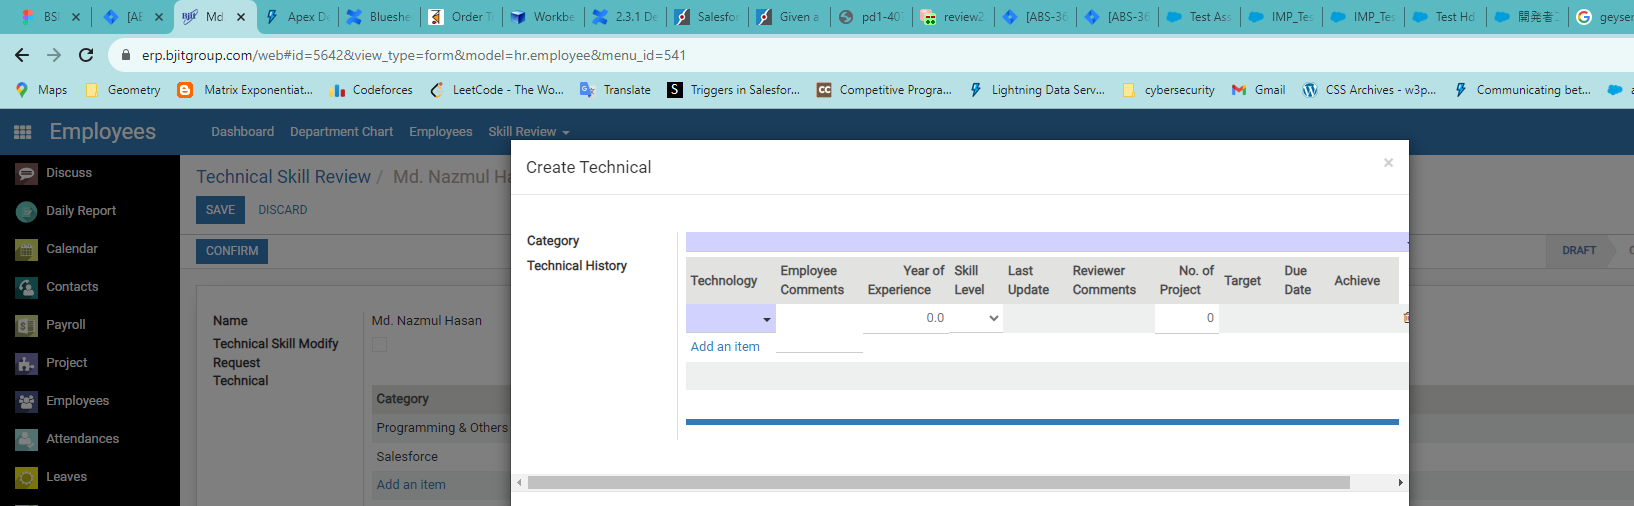 BSI [AB Md Apex De Blueshe Order T Workbe 2.3.1 De Salesfor Given a pd1-407 review2 [ABS-36 [ABS-36 Test Ass IMP_Tes IMP_Tes Test Hd 開発者コ geyser
erp.bjitgroup.com/web#id=5642&view_type=form&model=hr.employee&menu_id=541
Maps Geometry Matrix Exponentiat... Codeforces LeetCode - The Wo... Translate Triggers in Salesfor... Competitive Progra... Lightning Data Serv... cybersecurity Gmail CSS Archives - w3p... Communicating bet... a
Employees Dashboard Department Chart Employees Skill Review
Discuss
Daily Report
Calendar
Contacts
Payroll
Project
Employees
Attendances
Leaves
Technical Skill Review / Md. Nazmul Ha
SAVE DISCARD
CONFIRM
DRAFT
Name Md. Nazmul Hasan
Technical Skill Modify
Request
Technical
Category
Programming & Others
Salesforce
Add an item
Create Technical ×
Category
Technical History
Technology Employee Comments Year of Experience Skill Level Last Update Reviewer Comments No. of Project Target Due Date Achieve
0.0 0
Add an item